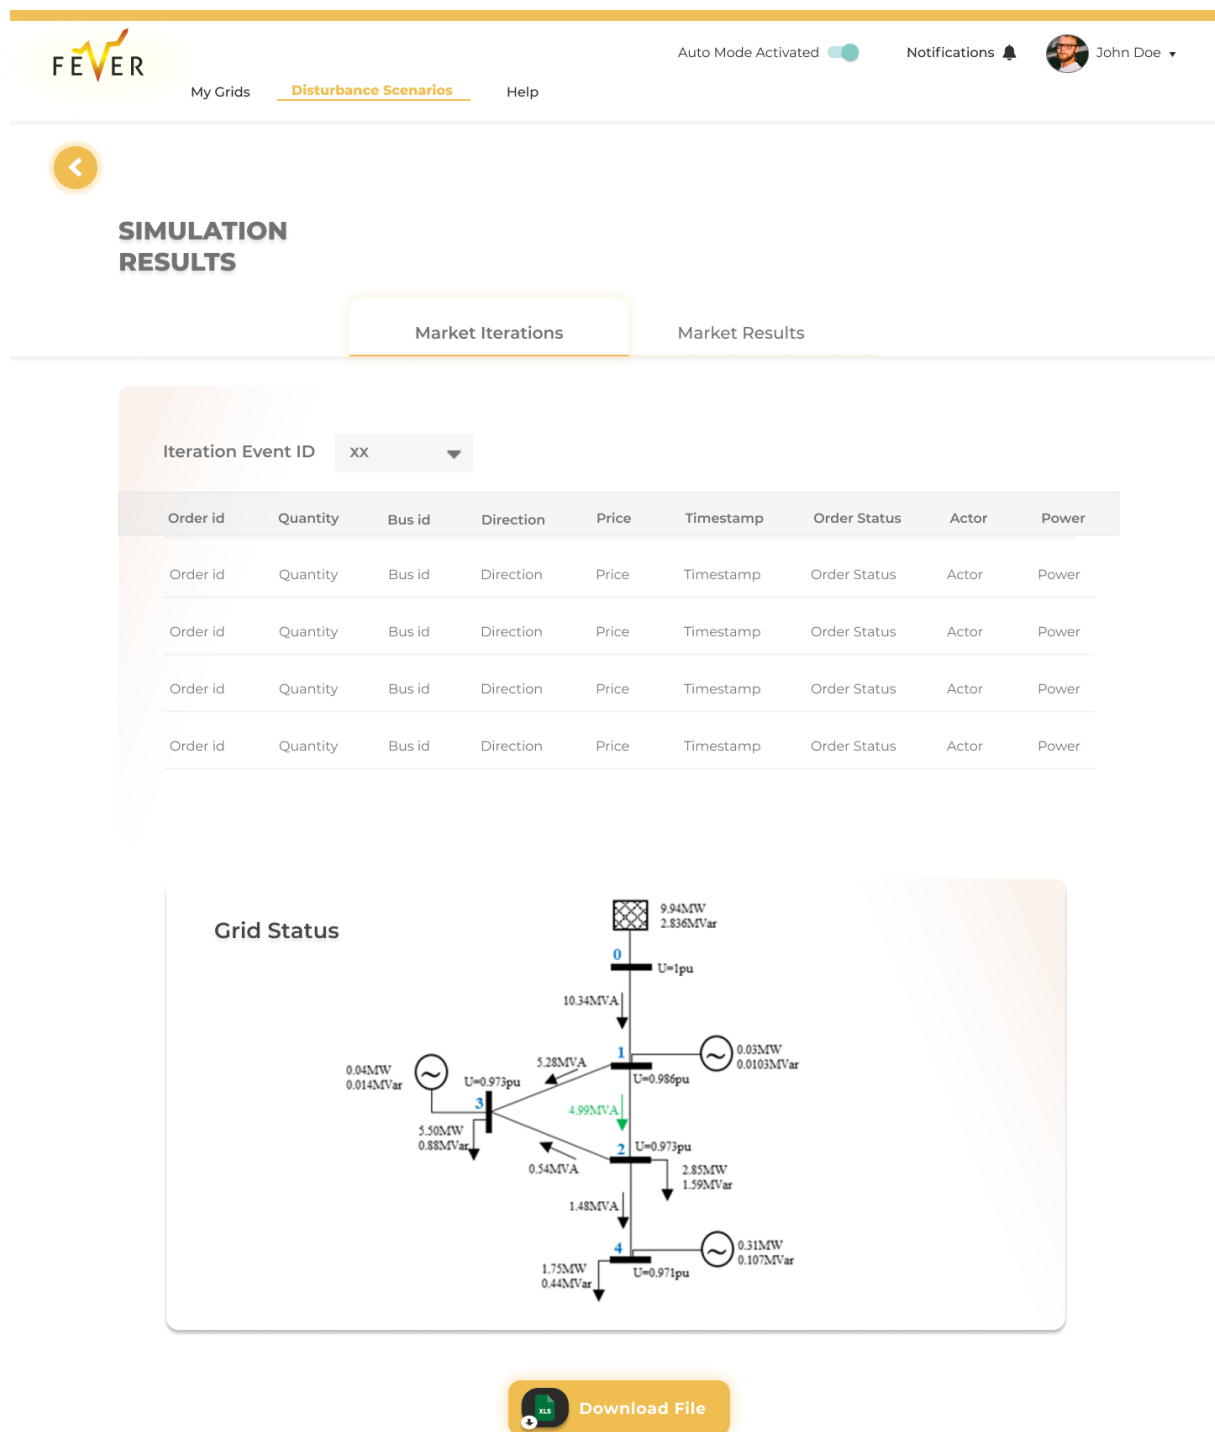 FEVER
Auto Mode Activated
Notifications
John Doe
My Grids
Disturbance Scenarios
Help
SIMULATION
RESULTS
Market Iterations
Market Results
Iteration Event ID
XX
Order id Quantity Bus id Direction Price Timestamp Order Status Actor Power
Order id Quantity Bus id Direction Price Timestamp Order Status Actor Power
Order id Quantity Bus id Direction Price Timestamp Order Status Actor Power
Order id Quantity Bus id Direction Price Timestamp Order Status Actor Power
Order id Quantity Bus id Direction Price Timestamp Order Status Actor Power
Grid Status
9.94MW
2.836MVar
0
U=1pu
10.34MVA
1
0.03MW
0.0103MVar
5.28MVA
U=0.986pu
0.04MW
0.014MVar
U=0.973pu
3
4.99MVA
5.50MW
0.88MVar
2
U=0.973pu
0.54MVA
2.85MW
1.59MVar
1.48MVA
4
0.31MW
0.107MVar
U=0.971pu
1.75MW
0.44MVar
XLS
Download File